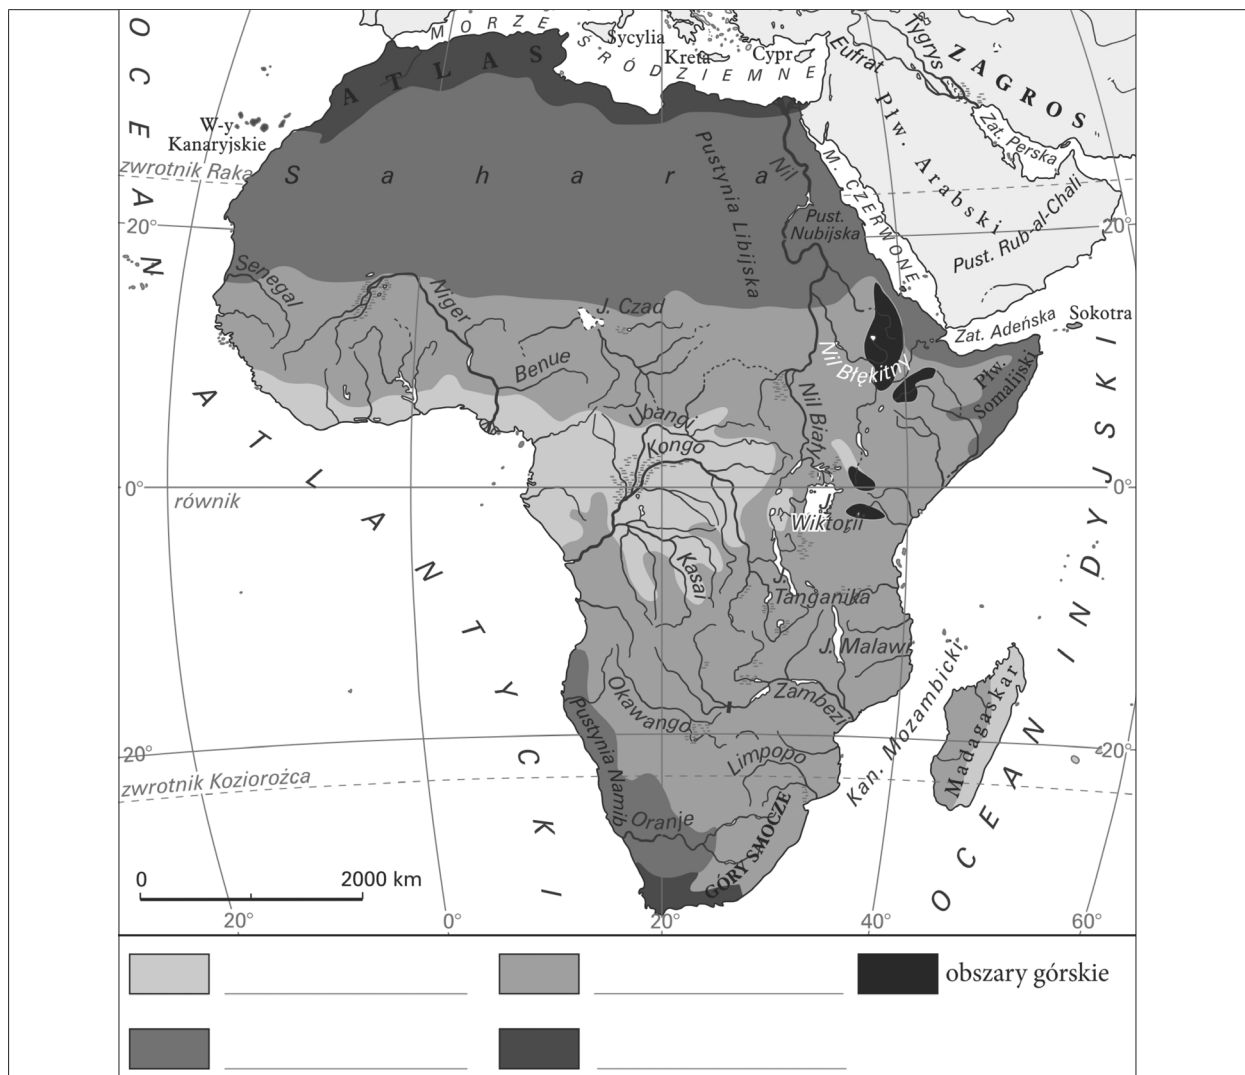 OCEAN ATLANTYCKI
MORZE ŚRÓDZIEMNE
ATLAS
Sycylia
Kreta
Cypr
Eufrat
Tygrys
ZAGROS
Zat. Perska
Płw. Arabski
Pust. Rub-al-Chali
W-y
Kanaryjskie
zwrotnik Raka
Sahara
Pustynia Libijska
Nil
M. CZERWONE
Pust.
Nubijska
20°
20°
Senegal
Niger
Benue
J. Czad
Nil Błękitny
Nil Biały
Zat. Adeńska
Sokotra
Płw.
Somalijski
Ubangi
Kongo
0°
równik
0°
J.
Wiktorii
Kasai
J.
Tanganika
J. Malawi
OCEAN INDYJSKI
Okawango
Zambezi
Kan. Mozambicki
Madagaskar
Pustynia Namib
Limpopo
20°
20°
zwrotnik Koziorożca
Oranje
GÓRY SMOCZE
0 2000 km
20° 0° 20° 40° 60°
obszary górskie